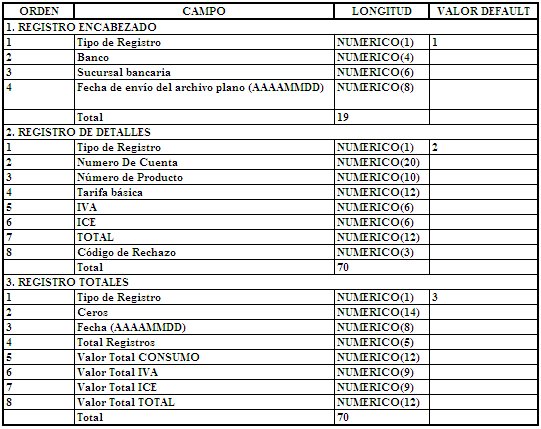 ORDEN CAMPO LONGITUD VALOR DEFAULT
1. REGISTRO ENCABEZADO
1 Tipo de Registro NUMERICO(1) 1
2 Banco NUMERICO(4)
3 Sucursal bancaria NUMERICO(6)
4 Fecha de envío del archivo plano (AAAAMMDD) NUMERICO(8)
Total 19
2. REGISTRO DE DETALLES
1 Tipo de Registro NUMERICO(1) 2
2 Numero De Cuenta NUMERICO(20)
3 Número de Producto NUMERICO(10)
4 Tarifa básica NUMERICO(12)
5 IVA NUMERICO(6)
6 ICE NUMERICO(6)
7 TOTAL NUMERICO(12)
8 Código de Rechazo NUMERICO(3)
Total 70
3. REGISTRO TOTALES
1 Tipo de Registro NUMERICO(1) 3
2 Ceros NUMERICO(14)
3 Fecha (AAAAMMDD) NUMERICO(8)
4 Total Registros NUMERICO(5)
5 Valor Total CONSUMO NUMERICO(12)
6 Valor Total IVA NUMERICO(9)
7 Valor Total ICE NUMERICO(9)
8 Valor Total TOTAL NUMERICO(12)
Total 70